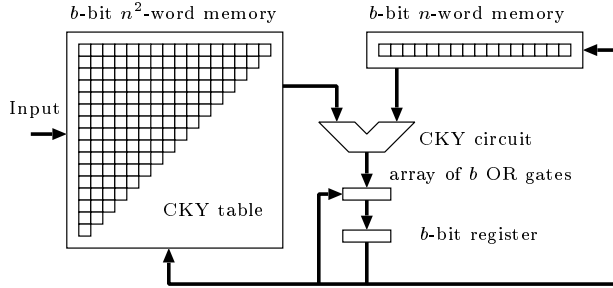 b-bit n²-word memory
b-bit n-word memory
Input
CKY circuit
array of b OR gates
CKY table
b-bit register